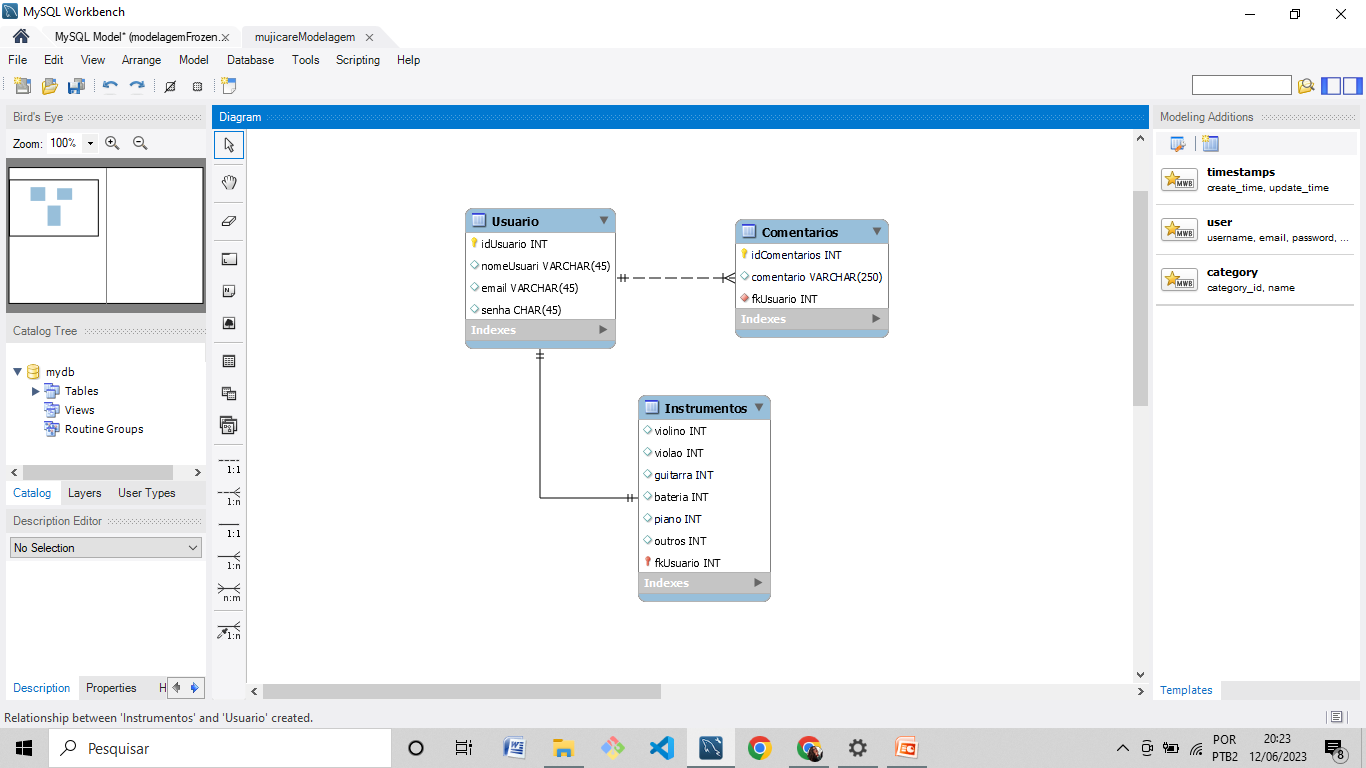 MySQL Workbench
MySQL Model* (modelagemFrozen.
mujicareModelagem
File Edit View Arrange Model Database Tools Scripting Help
Bird's Eye
Zoom: 100%
Catalog Tree
mydb
Tables
Views
Routine Groups
Catalog Layers User Types
Description Editor
No Selection
Description Properties H
Diagram
1:1
1:n
1:1
1:n
n:m
1:n
Usuario
idUsuario INT
nomeUsuari VARCHAR(45)
email VARCHAR(45)
senha CHAR(45)
Indexes
Comentarios
idComentarios INT
comentario VARCHAR(250)
fkUsuario INT
Indexes
Instrumentos
violino INT
violao INT
guitarra INT
bateria INT
piano INT
outros INT
fkUsuario INT
Indexes
Modeling Additions
MWB
timestamps
create_time, update_time
MWB
user
username, email, password, ...
MWB
category
category_id, name
Templates
Relationship between 'Instrumentos' and 'Usuario' created.
Pesquisar
POR
PTB2
20:23
12/06/2023
8